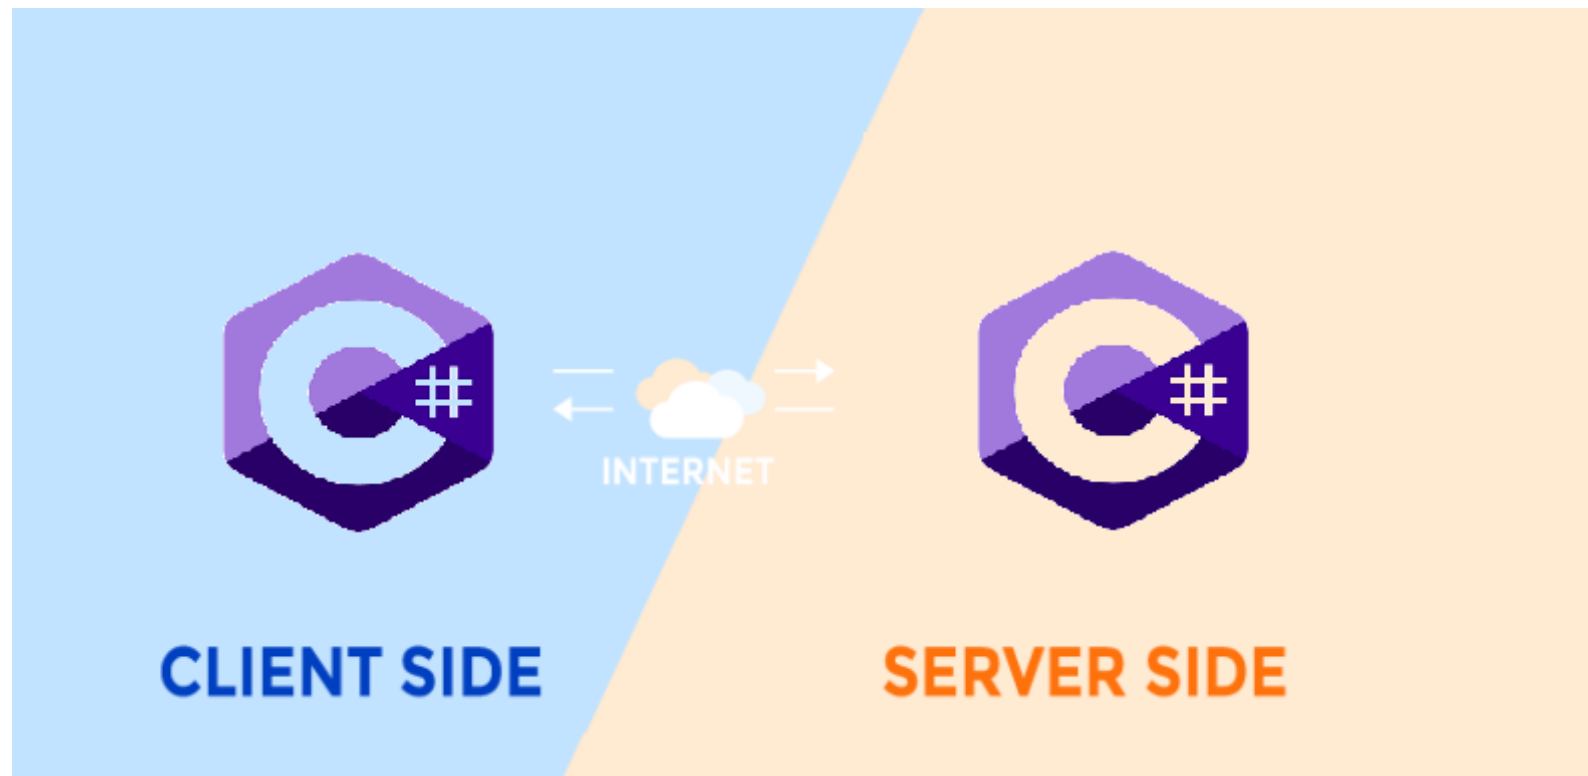 C#
C#
INTERNET
CLIENT SIDE
SERVER SIDE